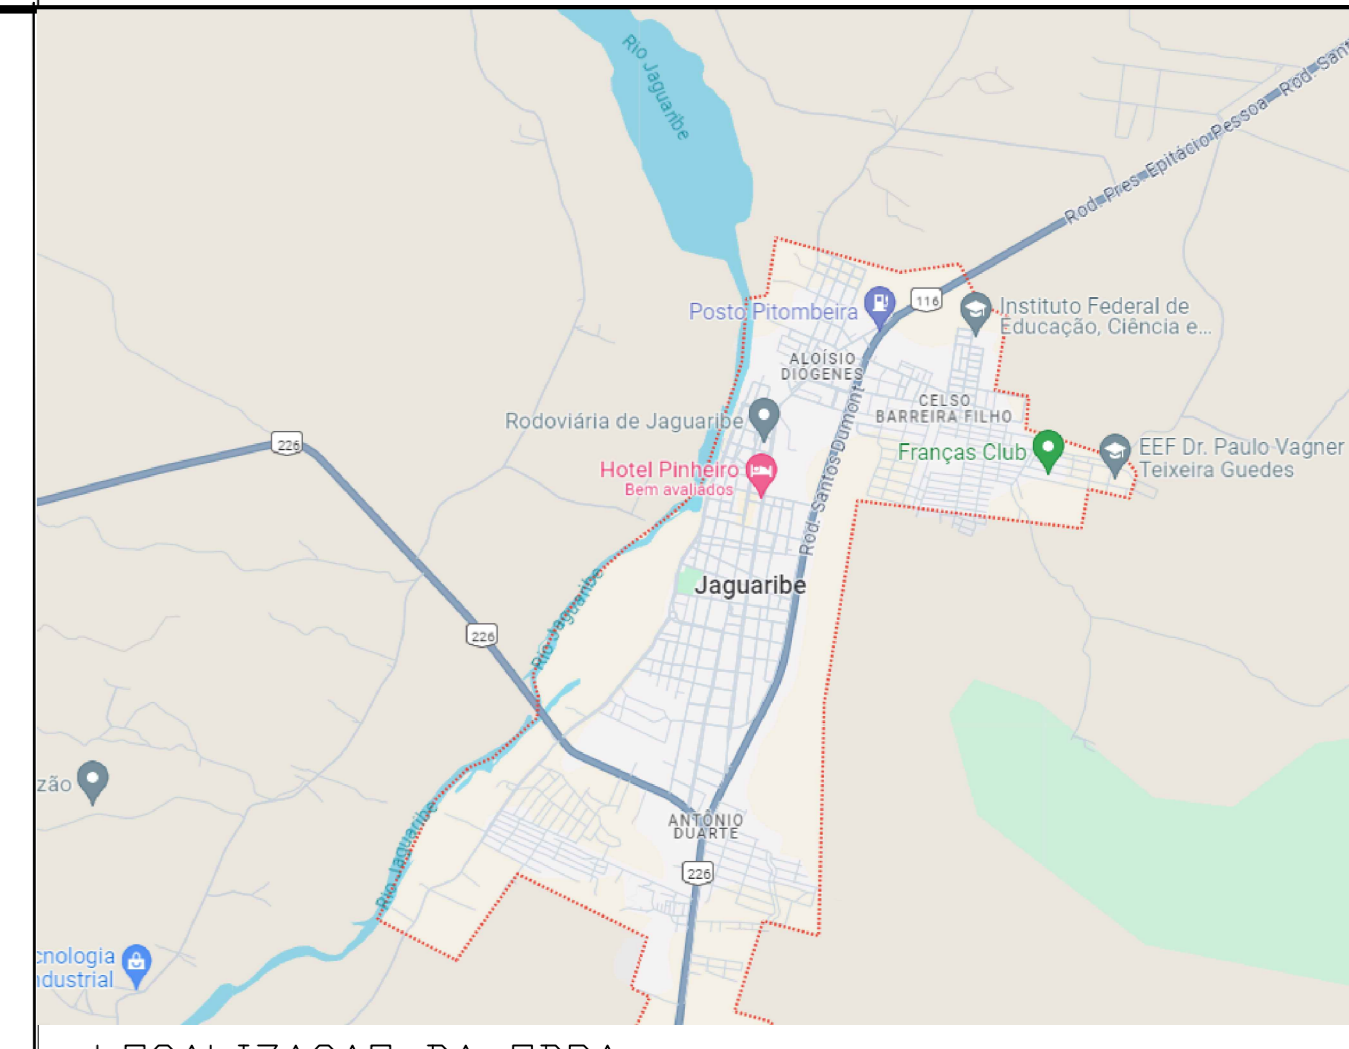 Rio Jaguaribe
Rod. Pres. Epitácio Pessoa
Rod. Sant
Posto Pitombeira
116
Instituto Federal de
Educação, Ciência e...
ALOÍSIO
DIÓGENES
CELSO
BARREIRA FILHO
Rodoviária de Jaguaribe
Rod. Santos Dumont
226
Franças Club
EEF Dr. Paulo Vagner
Teixeira Guedes
Hotel Pinheiro
Bem avaliados
Jaguaribe
Rio Jaguaribe
226
zão
Rio Jaguaribe
ANTÔNIO
DUARTE
226
cnologia
ndustrial